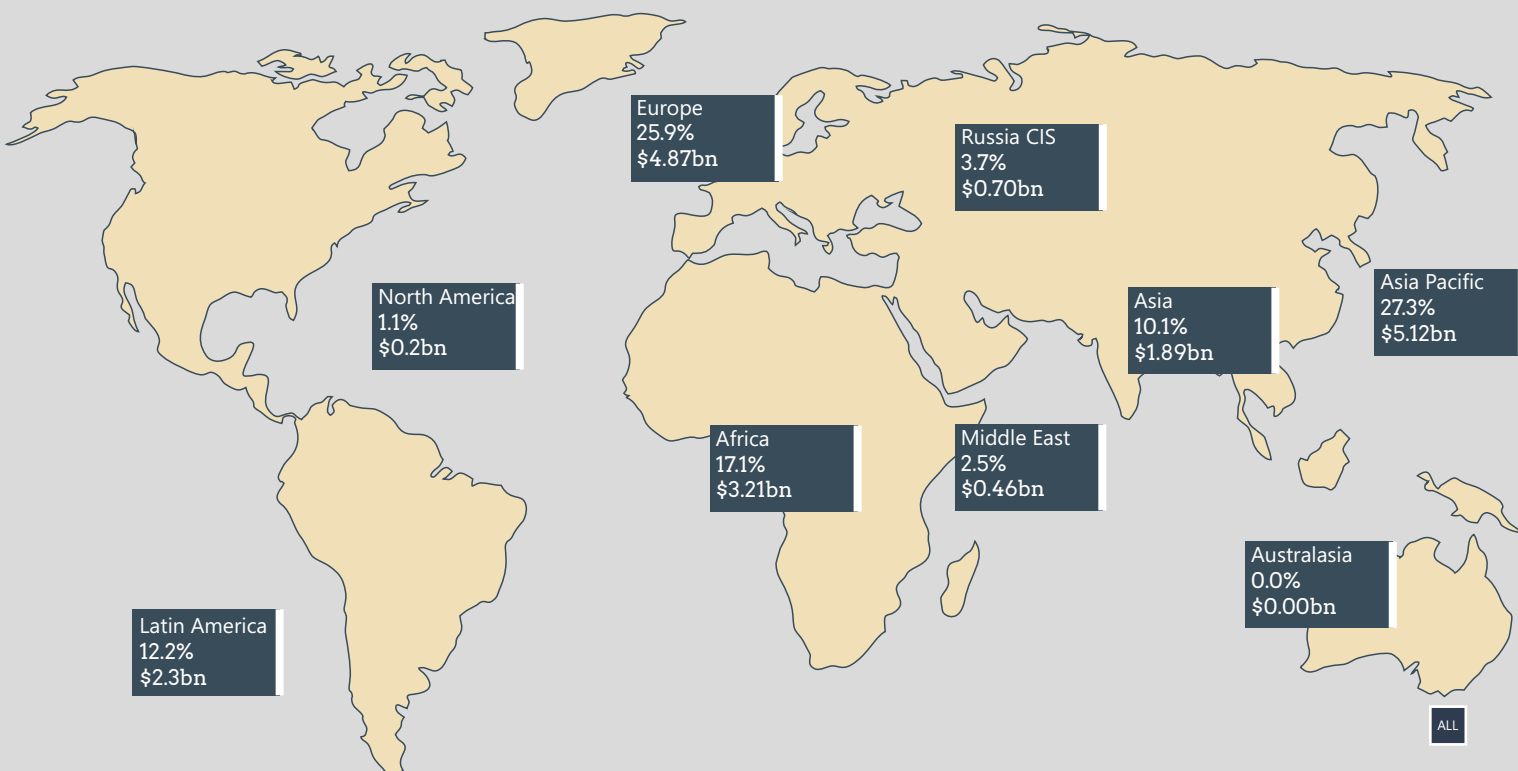 Europe
25.9%
$4.87bn
Russia CIS
3.7%
$0.70bn
North America
1.1%
$0.2bn
Asia Pacific
27.3%
$5.12bn
Asia
10.1%
$1.89bn
Africa
17.1%
$3.21bn
Middle East
2.5%
$0.46bn
Australasia
0.0%
$0.00bn
Latin America
12.2%
$2.3bn
ALL